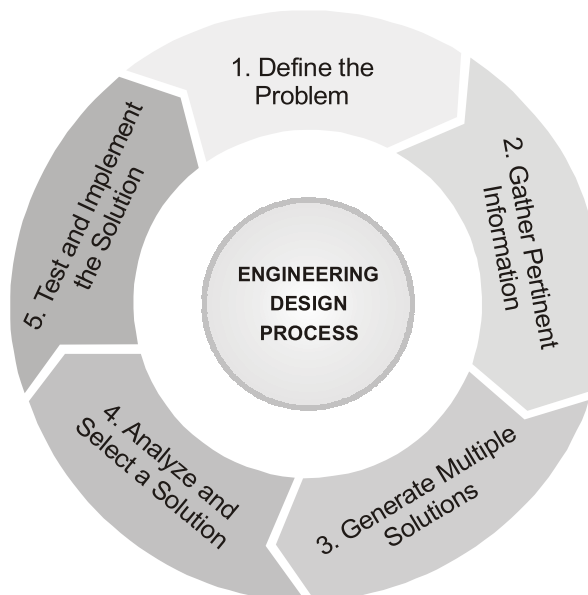 1. Define the
Problem
2. Gather Pertinent
Information
3. Generate Multiple
Solutions
4. Analyze and
Select a Solution
5. Test and Implement
the Solution
ENGINEERING
DESIGN
PROCESS